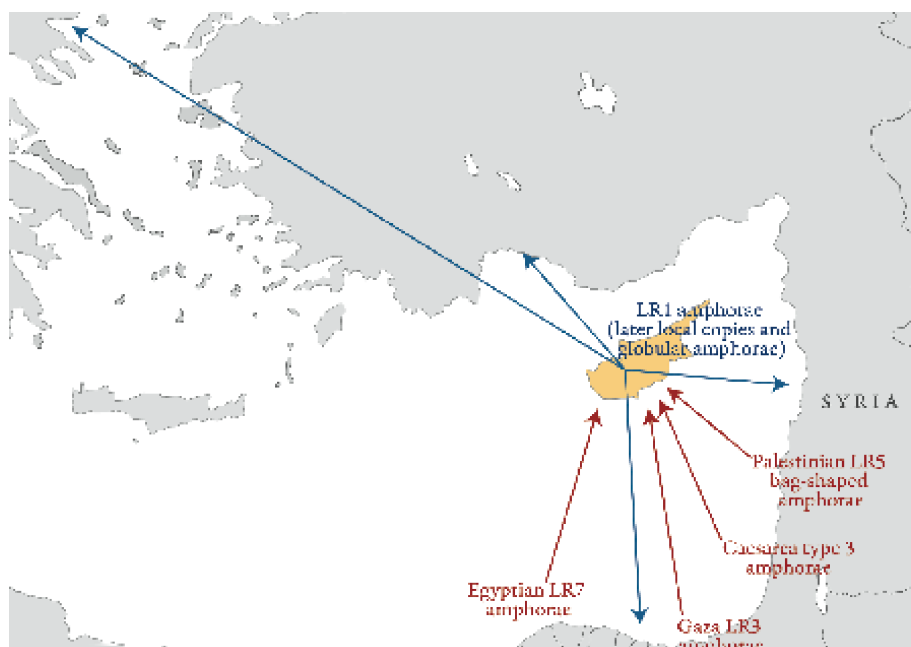 LR1 amphorae
(later local copies and
globular amphorae)
SYRIA
Palestinian LR5
bag-shaped
amphorae
Caesarea type 3
amphorae
Egyptian LR7
amphorae
Gaza LR3
amphorae